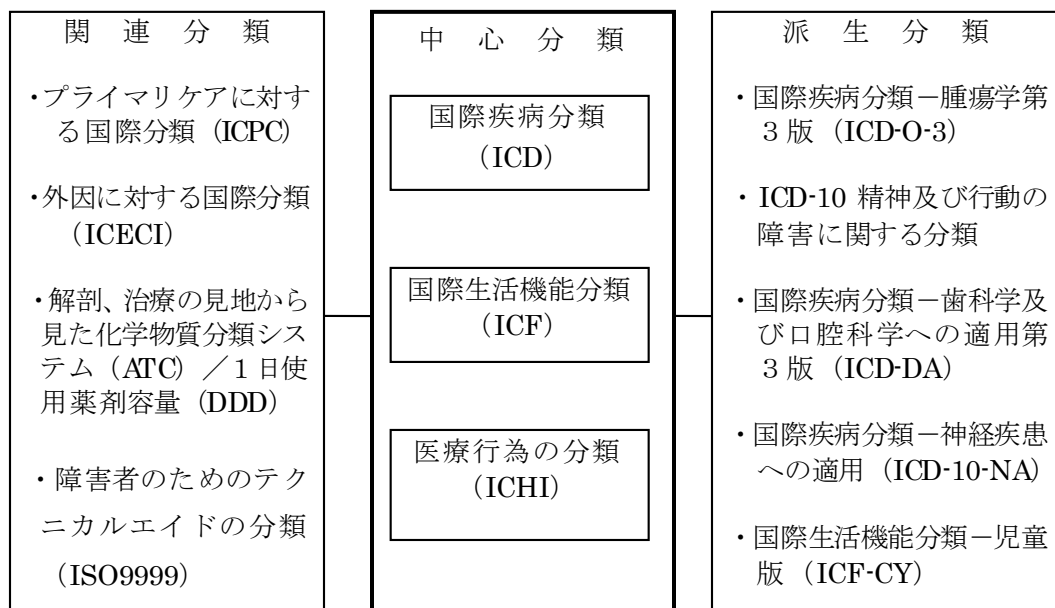 関連分類
・プライマリケアに対す
る国際分類（ICPC）
・外因に対する国際分類
（ICECI）
・解剖、治療の見地から
見た化学物質分類シス
テム（ATC）／１日使
用薬剤容量（DDD）
・障害者のためのテク
ニカルエイドの分類
（ISO9999）
中心分類
国際疾病分類
（ICD）
国際生活機能分類
（ICF）
医療行為の分類
（ICHI）
派生分類
・国際疾病分類－腫瘍学第
３版（ICD-O-3）
・ICD-10 精神及び行動の
障害に関する分類
・国際疾病分類－歯科学及
び口腔科学への適用第
３版（ICD-DA）
・国際疾病分類－神経疾患
への適用（ICD-10-NA）
・国際生活機能分類－児童
版（ICF-CY）